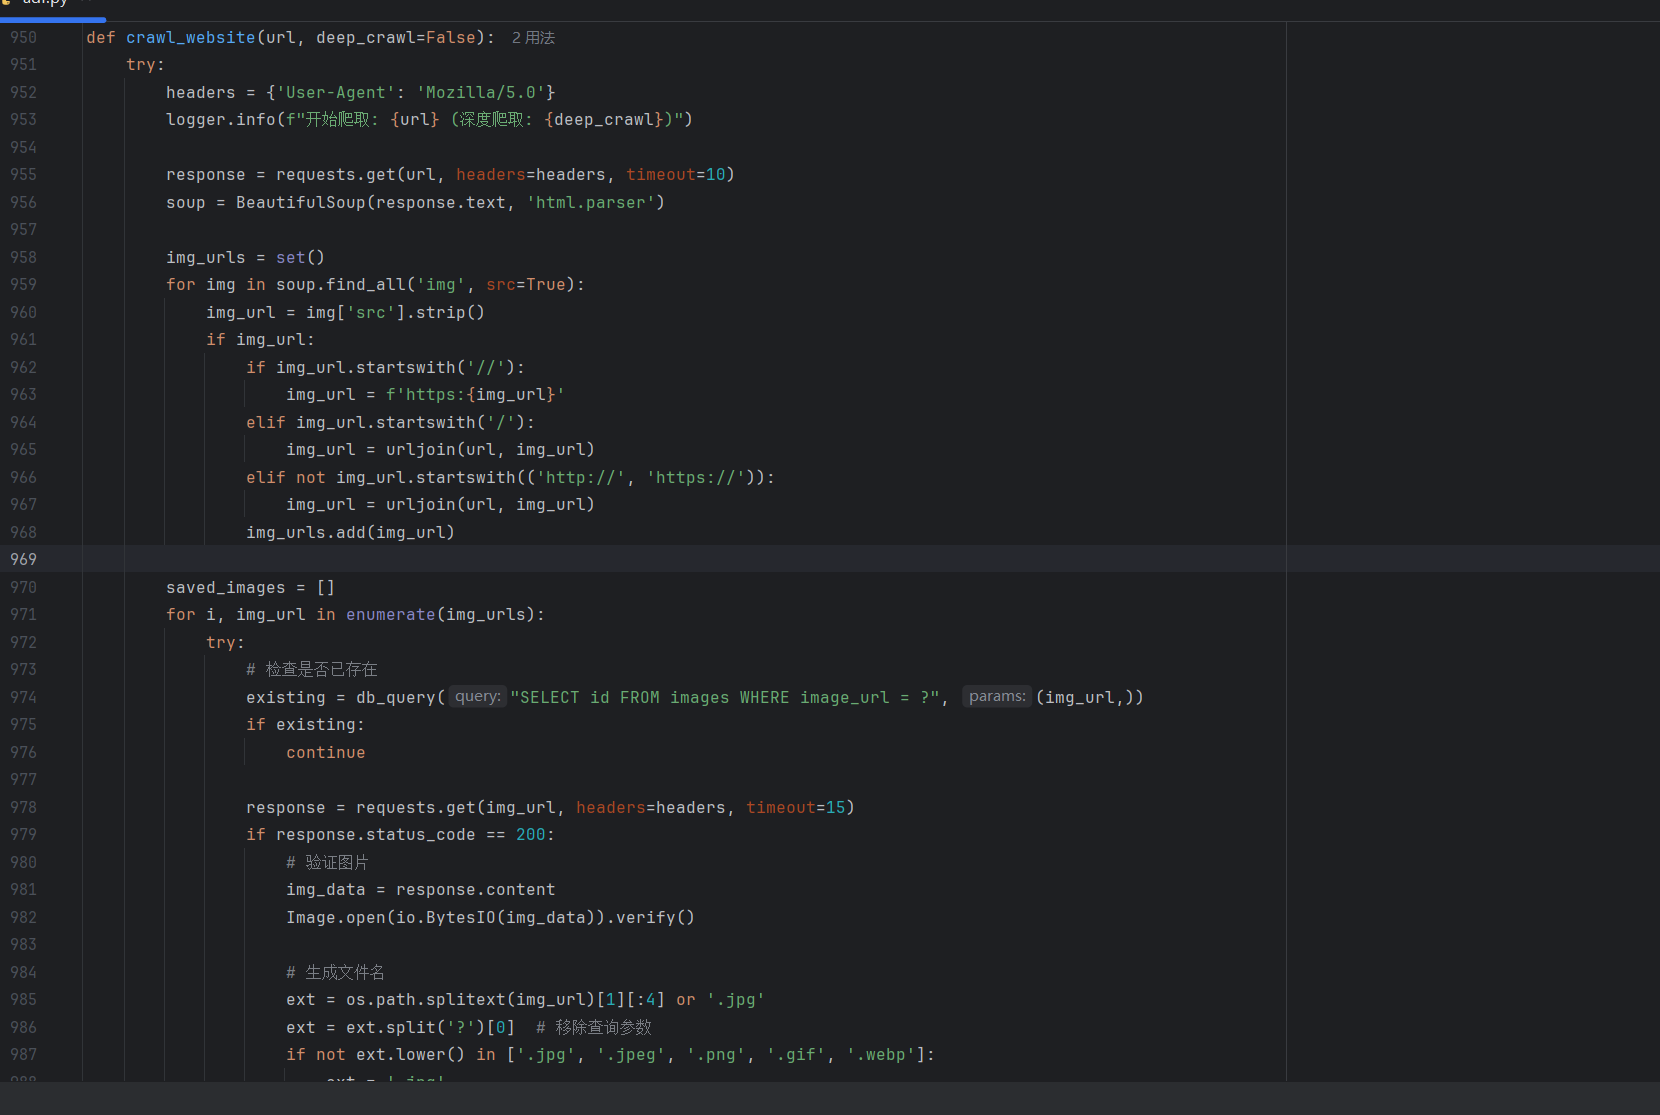 adf.py
950 def crawl_website(url, deep_crawl=False): 2 用法
951 try:
952 headers = {'User-Agent': 'Mozilla/5.0'}
953 logger.info(f"开始爬取: {url} (深度爬取: {deep_crawl})")
954
955 response = requests.get(url, headers=headers, timeout=10)
956 soup = BeautifulSoup(response.text, 'html.parser')
957
958 img_urls = set()
959 for img in soup.find_all('img', src=True):
960 img_url = img['src'].strip()
961 if img_url:
962 if img_url.startswith('//'):
963 img_url = f'https:{img_url}'
964 elif img_url.startswith('/'):
965 img_url = urljoin(url, img_url)
966 elif not img_url.startswith(('http://', 'https://')):
967 img_url = urljoin(url, img_url)
968 img_urls.add(img_url)
969
970 saved_images = []
971 for i, img_url in enumerate(img_urls):
972 try:
973 # 检查是否已存在
974 existing = db_query( query: "SELECT id FROM images WHERE image_url = ?", params: (img_url,))
975 if existing:
976 continue
977
978 response = requests.get(img_url, headers=headers, timeout=15)
979 if response.status_code == 200:
980 # 验证图片
981 img_data = response.content
982 Image.open(io.BytesIO(img_data)).verify()
983
984 # 生成文件名
985 ext = os.path.splitext(img_url)[1][:4] or '.jpg'
986 ext = ext.split('?')[0] # 移除查询参数
987 if not ext.lower() in ['.jpg', '.jpeg', '.png', '.gif', '.webp']:
988 ext = '.jpg'